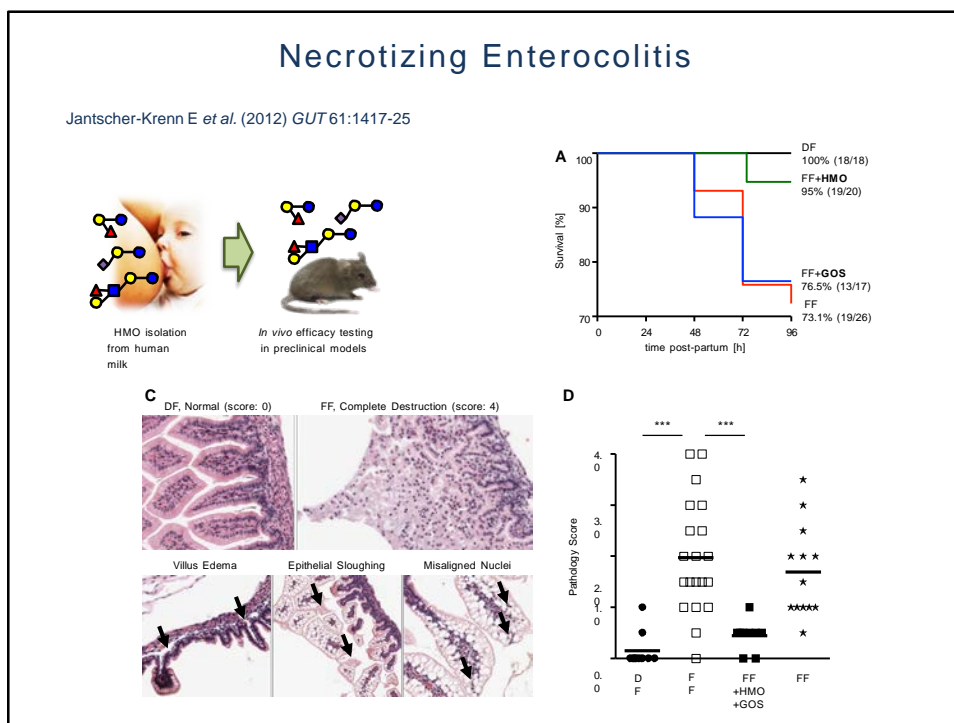 Necrotizing Enterocolitis
Jantscher-Krenn E et al. (2012) GUT 61:1417-25
HMO isolation
from human
milk
In vivo efficacy testing
in preclinical models
A
100
90
80
70
Survival [%]
0 24 48 72 96
time post-partum [h]
DF
100% (18/18)
FF+HMO
95% (19/20)
FF+GOS
76.5% (13/17)
FF
73.1% (19/26)
C
DF, Normal (score: 0)
FF, Complete Destruction (score: 4)
Villus Edema
Epithelial Sloughing
Misaligned Nuclei
D
*** ***
4.
0
3.
0
2.
0
1.
0
0.
0
Pathology Score
D F FF FF
F F +HMO
+GOS